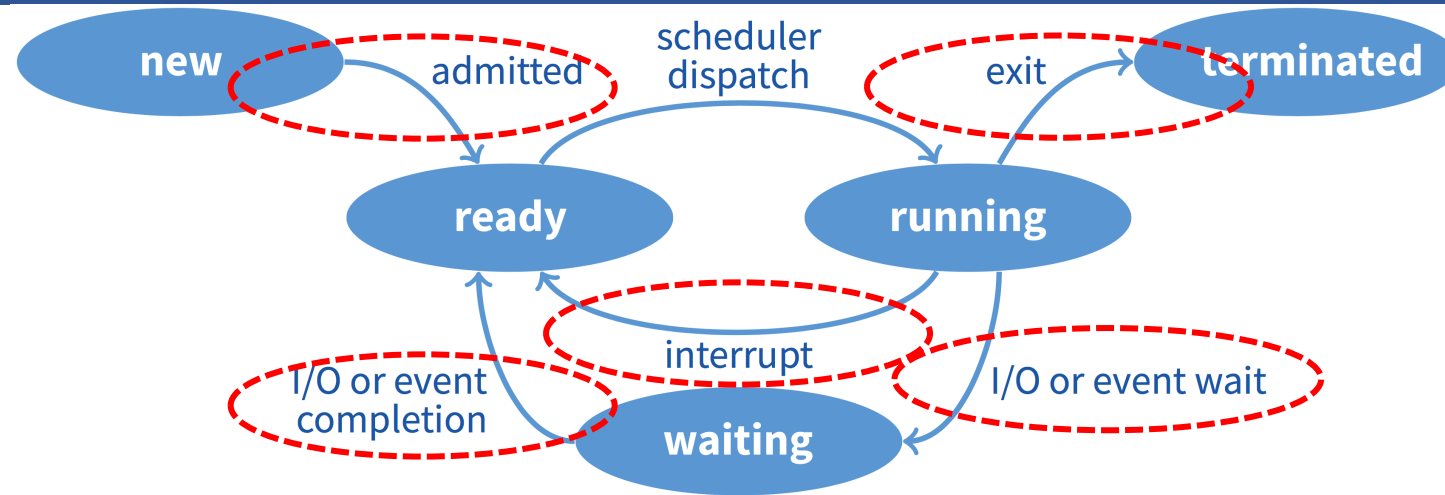 new
admitted
scheduler
dispatch
exit
terminated
ready
running
interrupt
I/O or event
completion
I/O or event wait
waiting